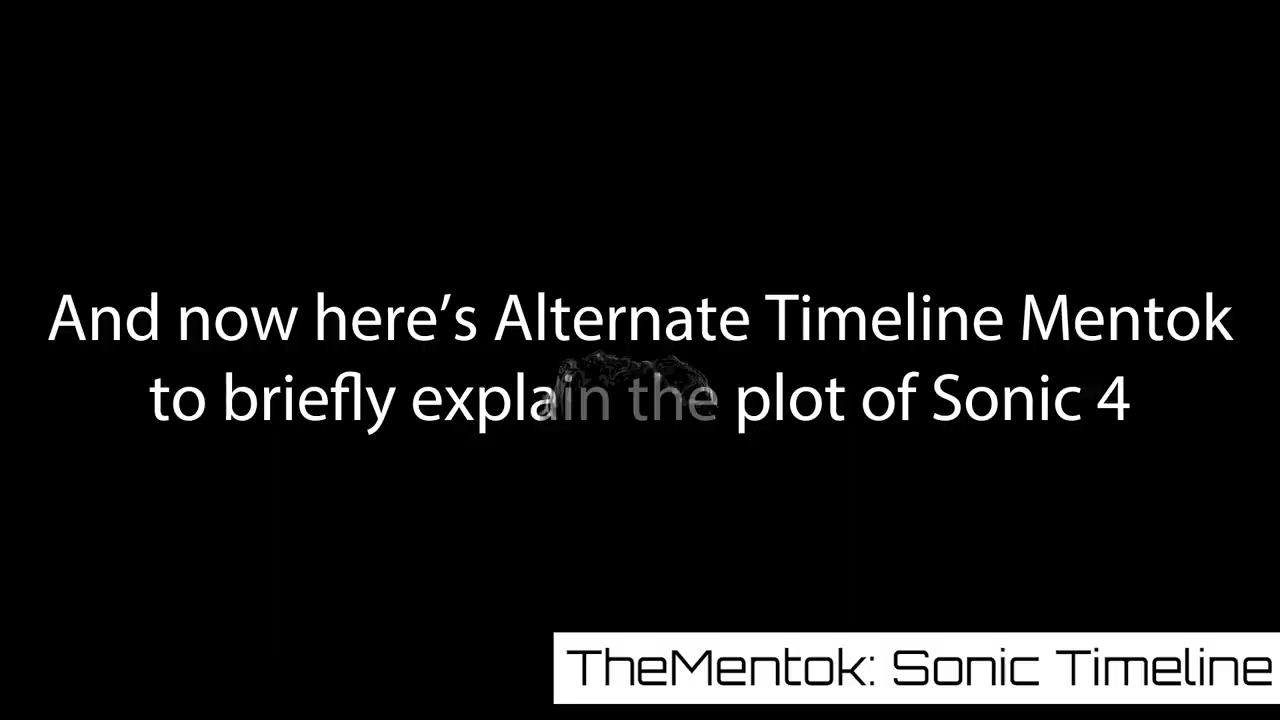 And now here’s Alternate Timeline Mentok
to briefly explain the plot of Sonic 4
TheMentok: Sonic Timeline